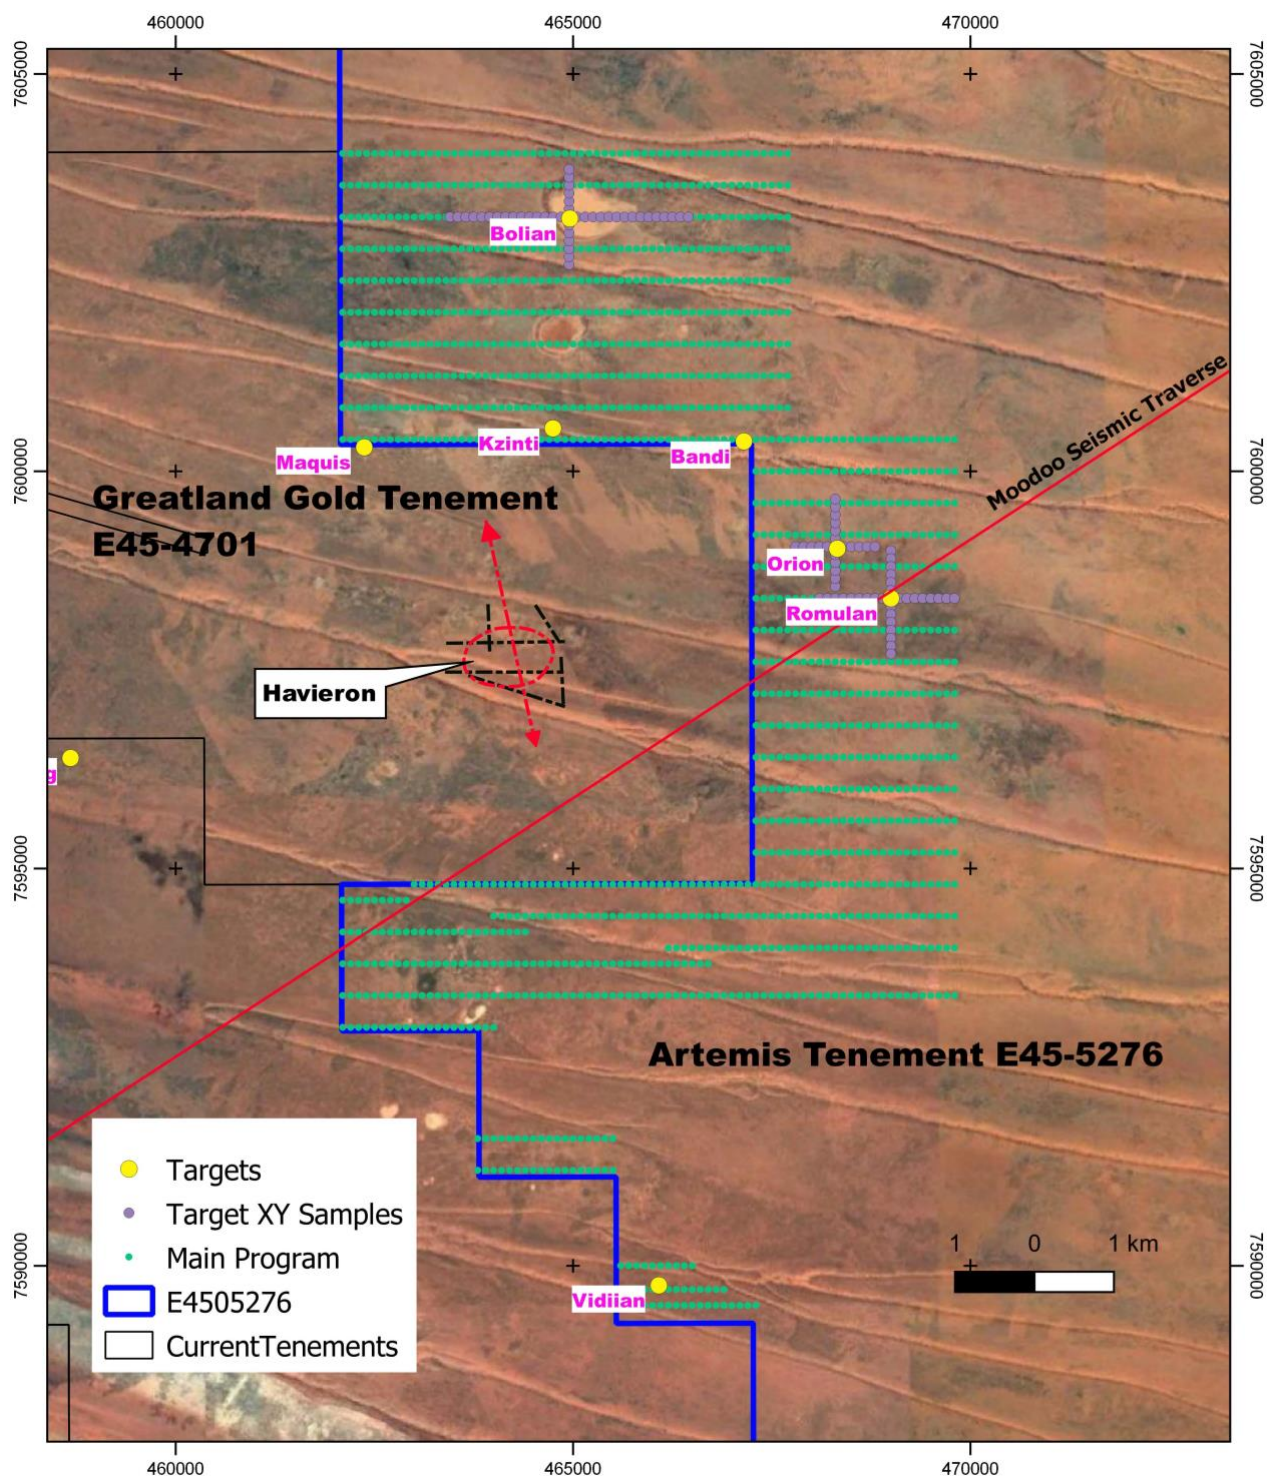 460000
465000
470000
7605000
7605000
Bolian
Moodoo Seismic Traverse
Kzinti
Maquis
Bandi
7600000
7600000
Greatland Gold Tenement
E45-4701
Orion
Romulan
Havieron
g
7595000
7595000
Artemis Tenement E45-5276
Targets
Target XY Samples
Main Program
E4505276
CurrentTenements
1 0 1 km
Vidiian
7590000
7590000
460000
465000
470000